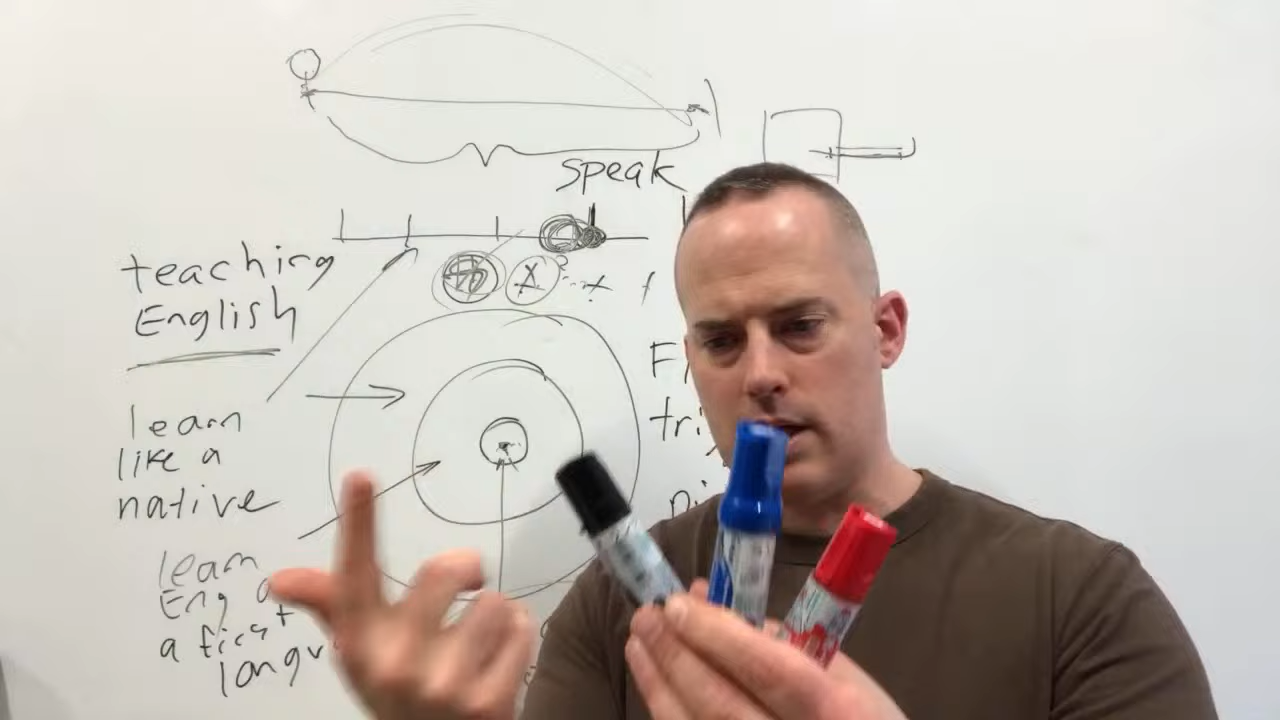 speak
teaching
English
learn
like a
native
learn
Eng
a first